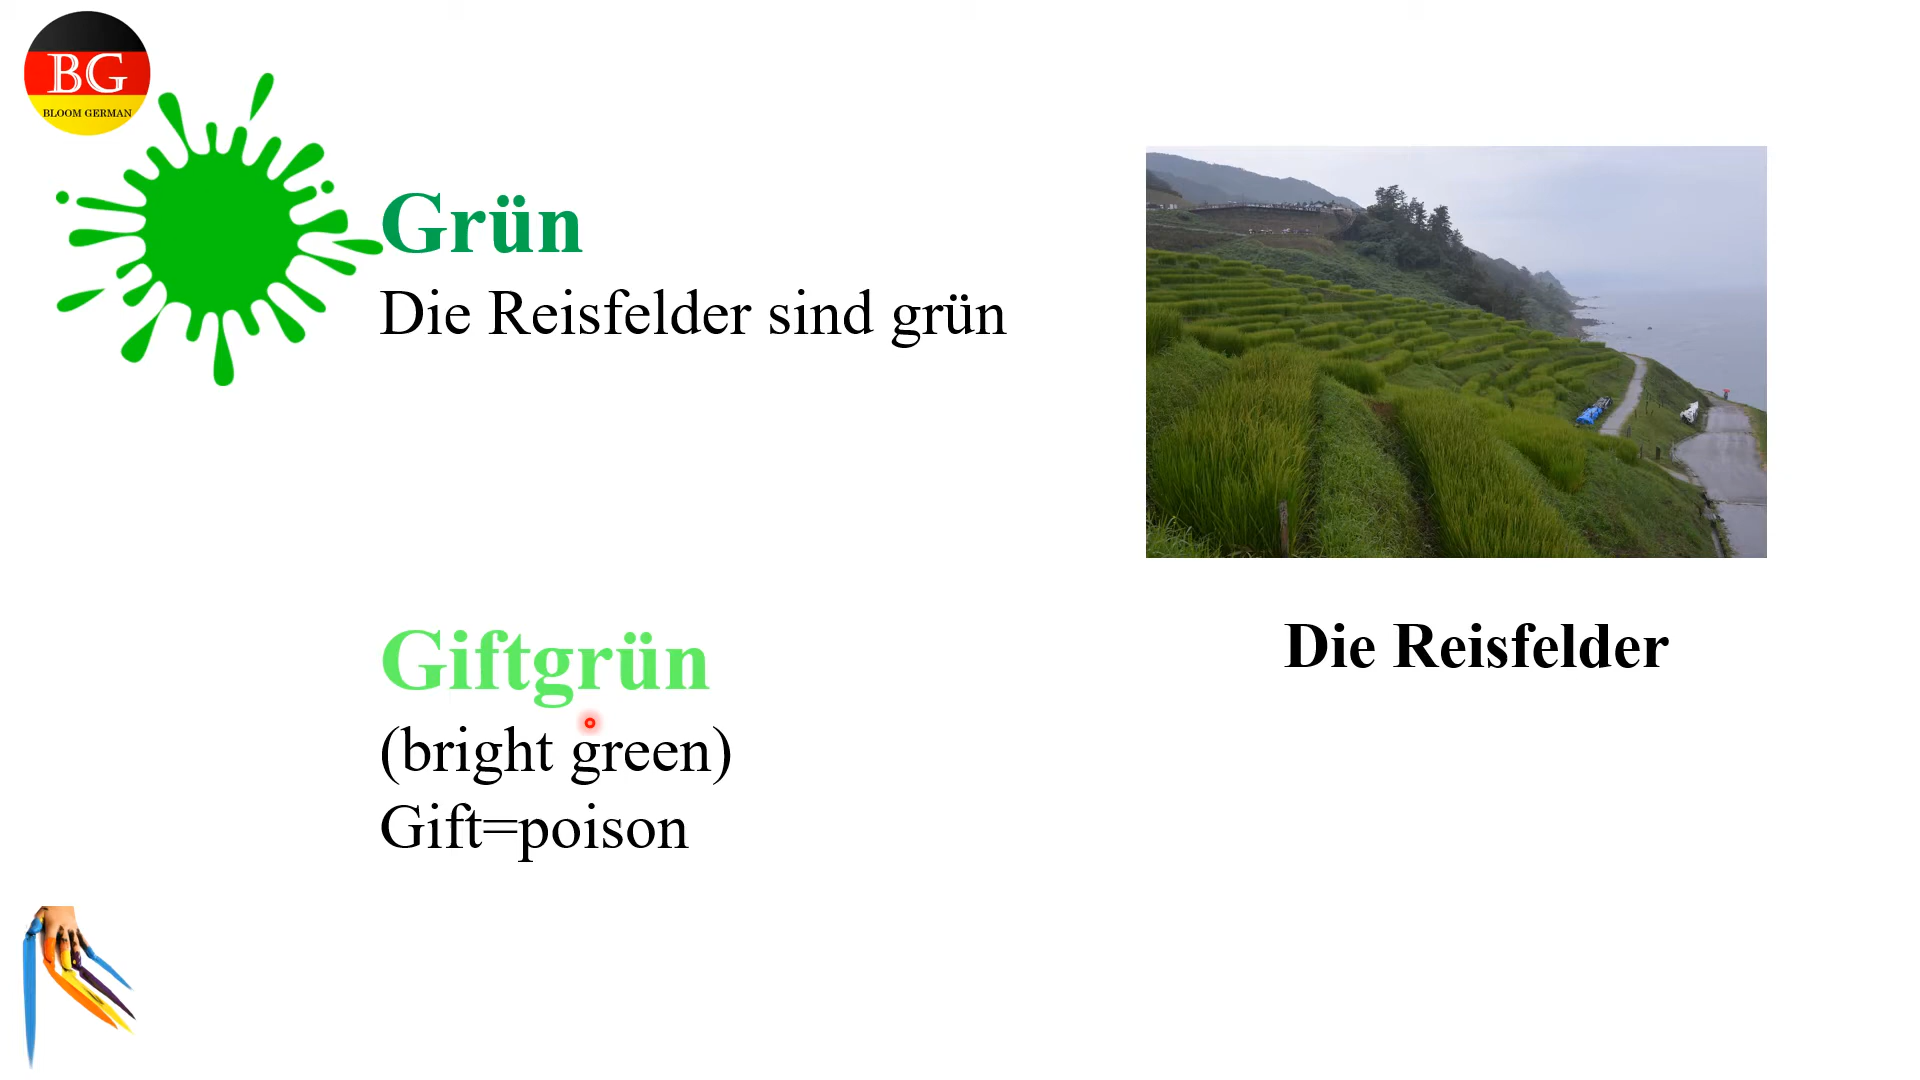 BG
BLOOM GERMAN
Grün
Die Reisfelder sind grün
Giftgrün
(bright green)
Gift=poison
Die Reisfelder